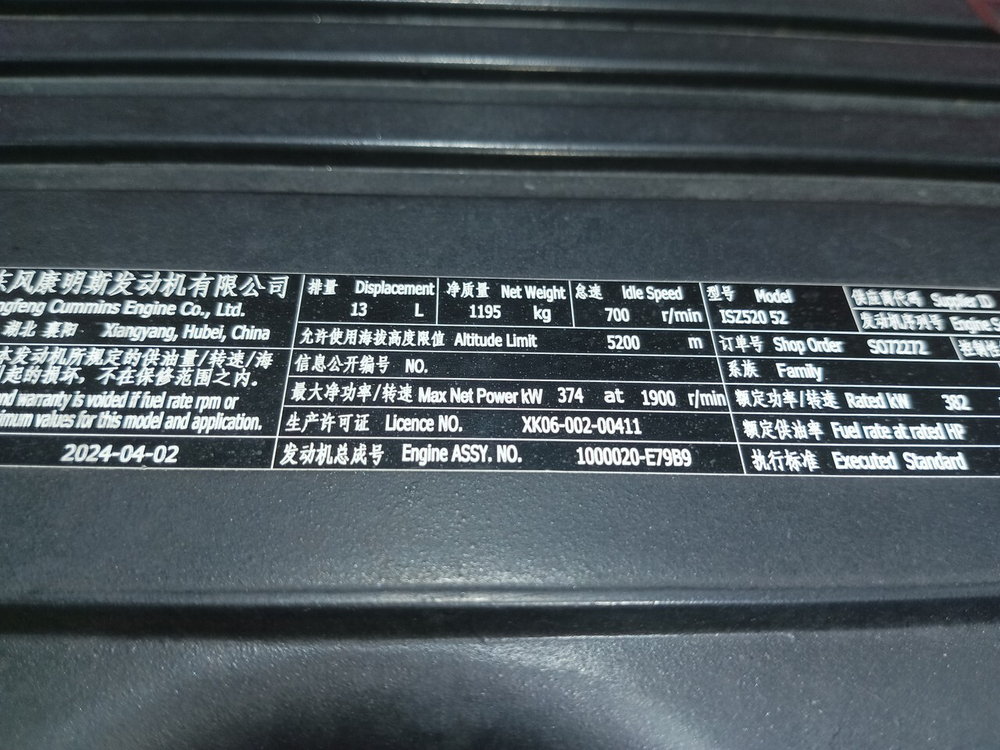 东风康明斯发动机有限公司
ngfeng Cummins Engine Co., Ltd.
湖北 襄阳 Xiangyang, Hubei, China
本发动机所规定的供油量/转速/海
起的损坏，不在保修范围之内。
and warranty is voided if fuel rate rpm or
imum values for this model and application.
2024-04-02
排量 Displacement
13 L
净质量 Net Weight
1195 kg
怠速 Idle Speed
700 r/min
允许使用海拔高度限值 Altitude Limit 5200 m
信息公开编号 NO.
最大净功率/转速 Max Net Power kW 374 at 1900 r/min
生产许可证 Licence NO. XK06-002-00411
发动机总成号 Engine ASSY. NO. 1000020-E79B9
型号 Model
ISZ520 52
供应商代码 Supplier ID
发动机序列号 Engine S
订单号 Shop Order SO72272
控制性
系族 Family
额定功率/转速 Rated kW 382
额定供油率 Fuel rate at rated HP
执行标准 Executed Standard